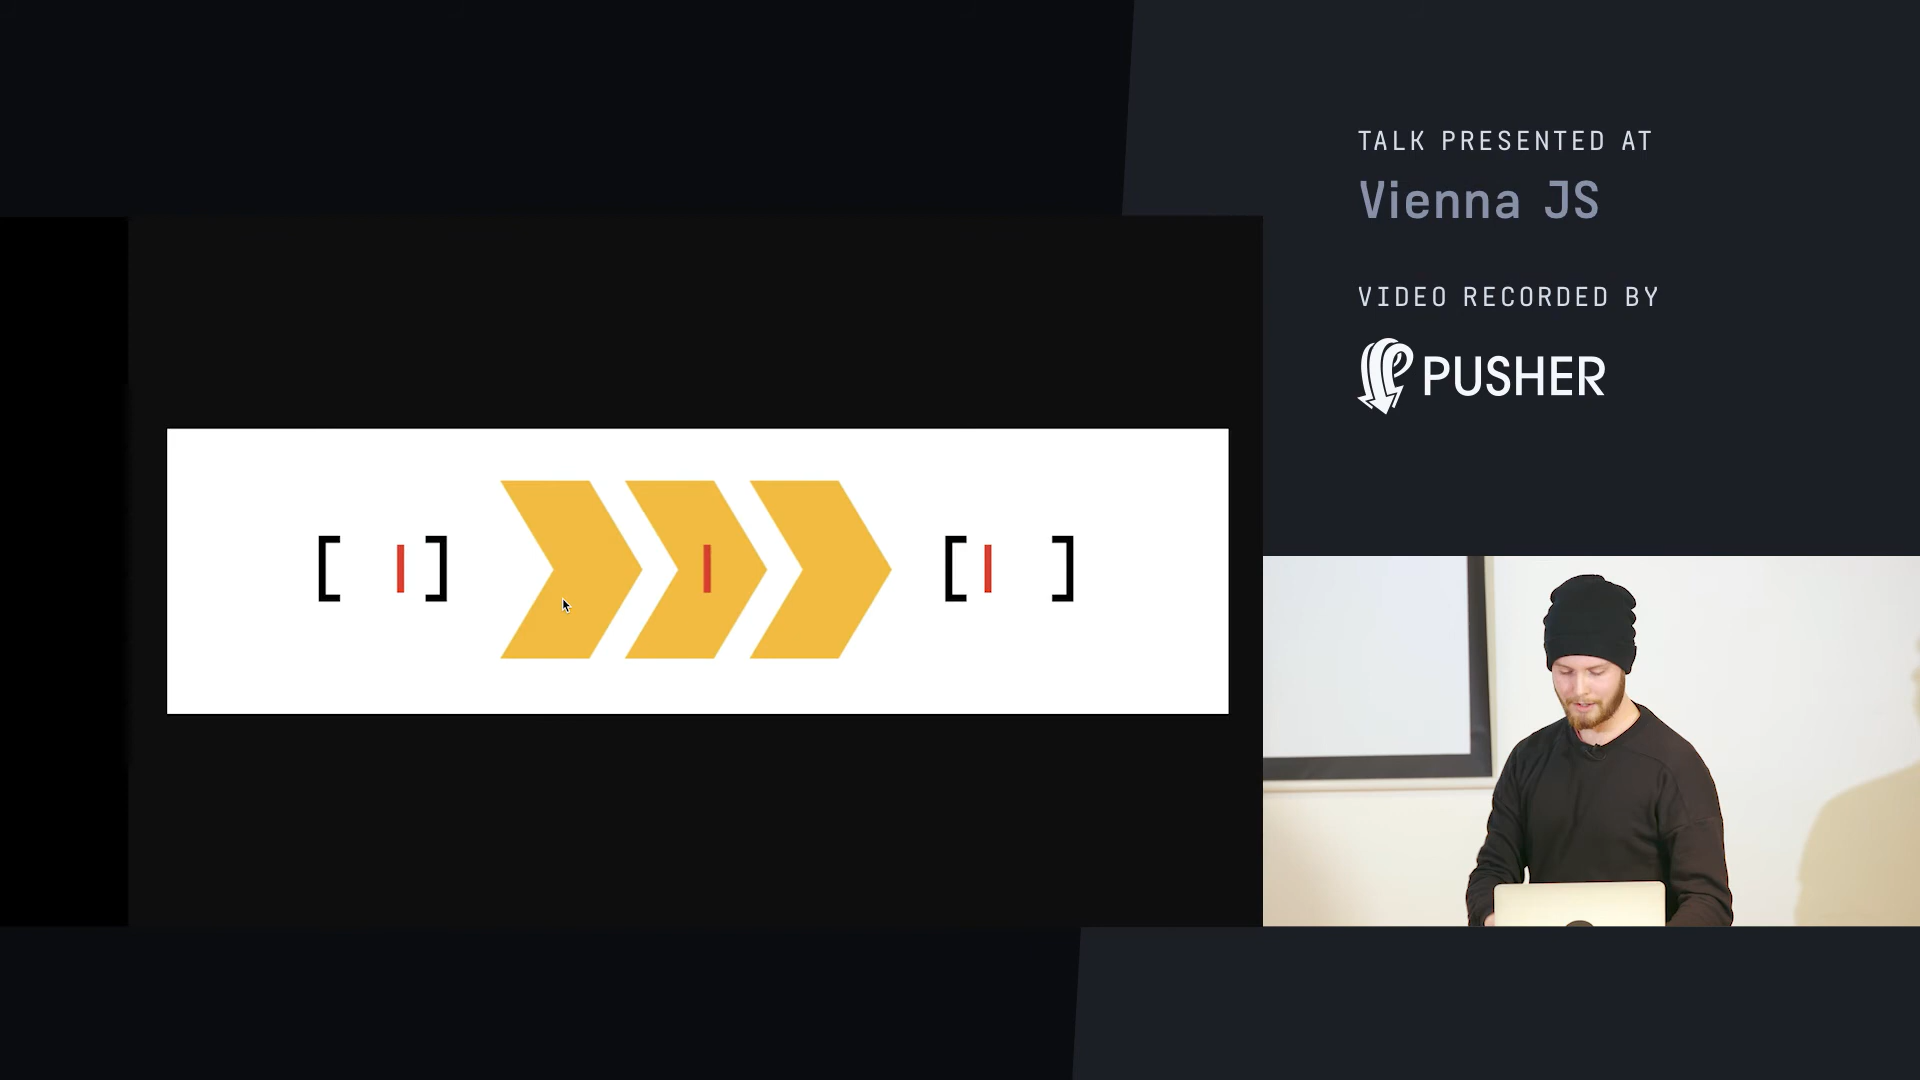 TALK PRESENTED AT
Vienna JS
VIDEO RECORDED BY
PUSHER
[ I ] I [ I ]